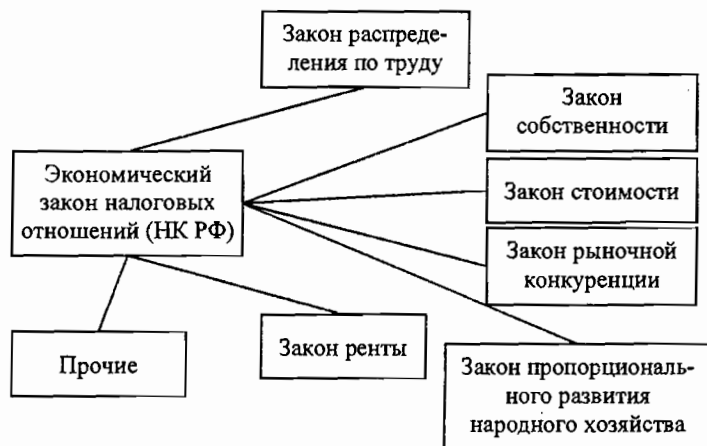 Закон распреде-
ления по труду
Закон
собственности
Экономический
закон налоговых
отношений (НК РФ)
Закон стоимости
Закон рыночной
конкуренции
Прочие
Закон ренты
Закон пропорциональ-
ного развития
народного хозяйства